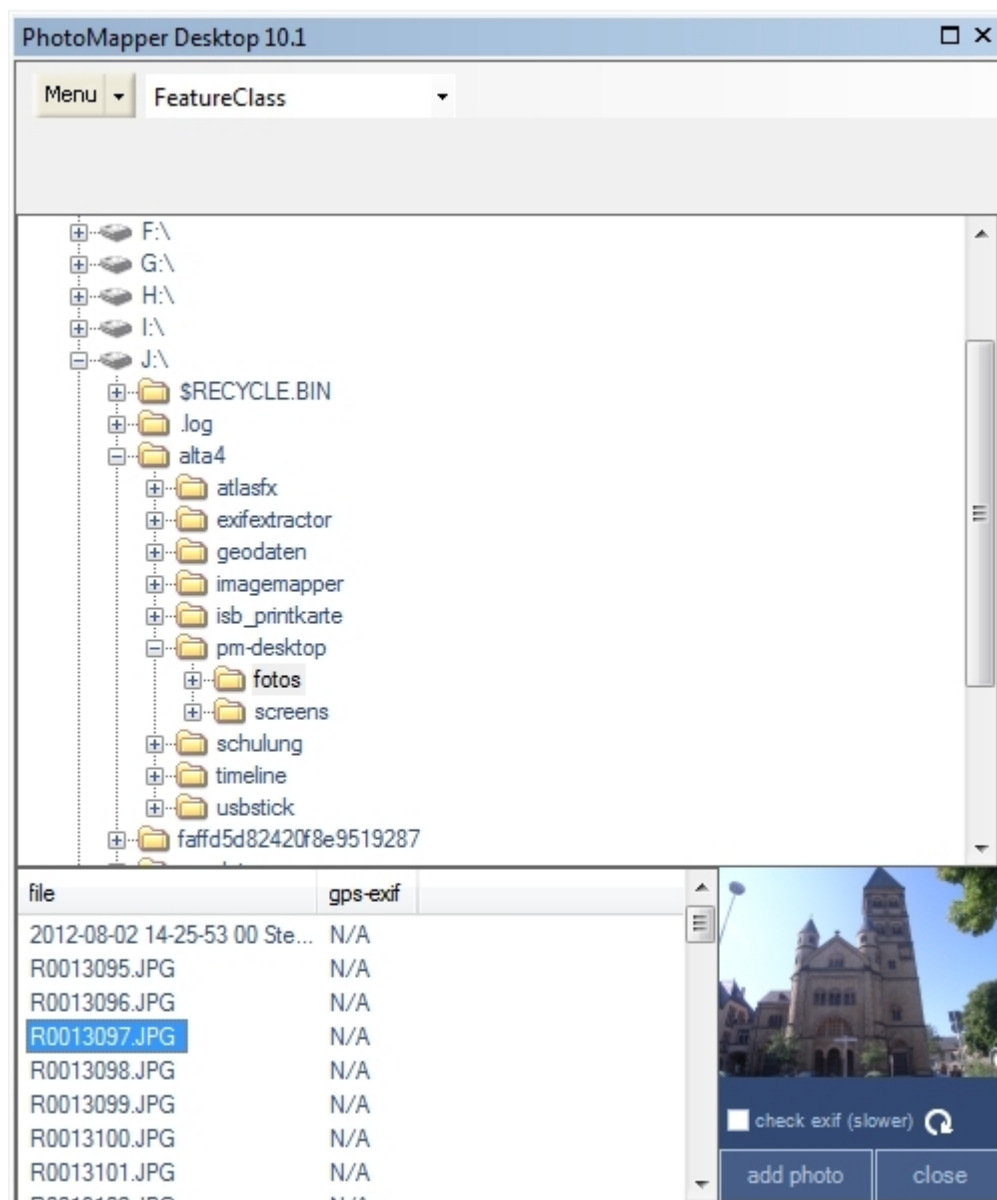 PhotoMapper Desktop 10.1
Menu FeatureClass
F:\
G:\
H:\
I:\
J:\
$RECYCLE.BIN
.log
alta4
atlasfx
exifextractor
geodaten
imagemapper
isb_printkarte
pm-desktop
fotos
screens
schulung
timeline
usbstick
faffd5d82420f8e9519287
file gps-exif
2012-08-02 14-25-53 00 Ste... N/A
R0013095.JPG N/A
R0013096.JPG N/A
R0013097.JPG N/A
R0013098.JPG N/A
R0013099.JPG N/A
R0013100.JPG N/A
R0013101.JPG N/A
check exif (slower)
add photo close